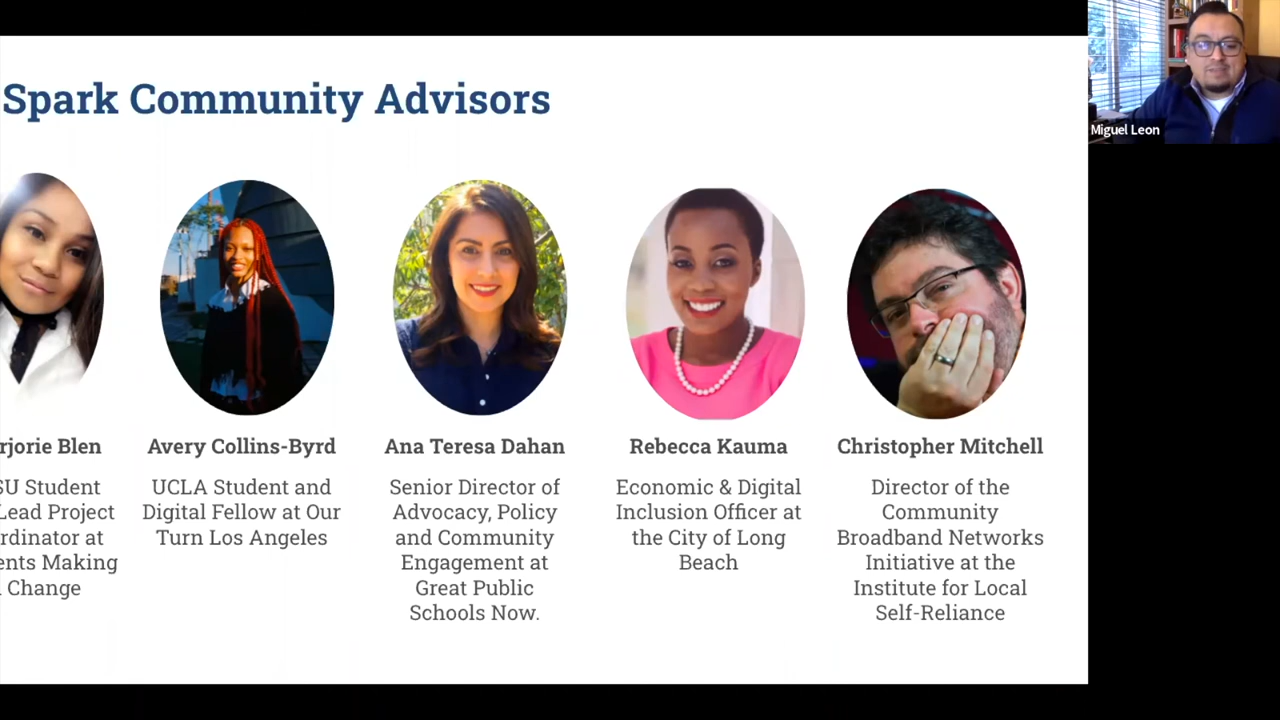 Spark Community Advisors
Miguel Leon
rjorie Blen
SU Student
Lead Project
rdinator at
ents Making
Change
Avery Collins-Byrd
UCLA Student and
Digital Fellow at Our
Turn Los Angeles
Ana Teresa Dahan
Senior Director of
Advocacy, Policy
and Community
Engagement at
Great Public
Schools Now.
Rebecca Kauma
Economic & Digital
Inclusion Officer at
the City of Long
Beach
Christopher Mitchell
Director of the
Community
Broadband Networks
Initiative at the
Institute for Local
Self-Reliance